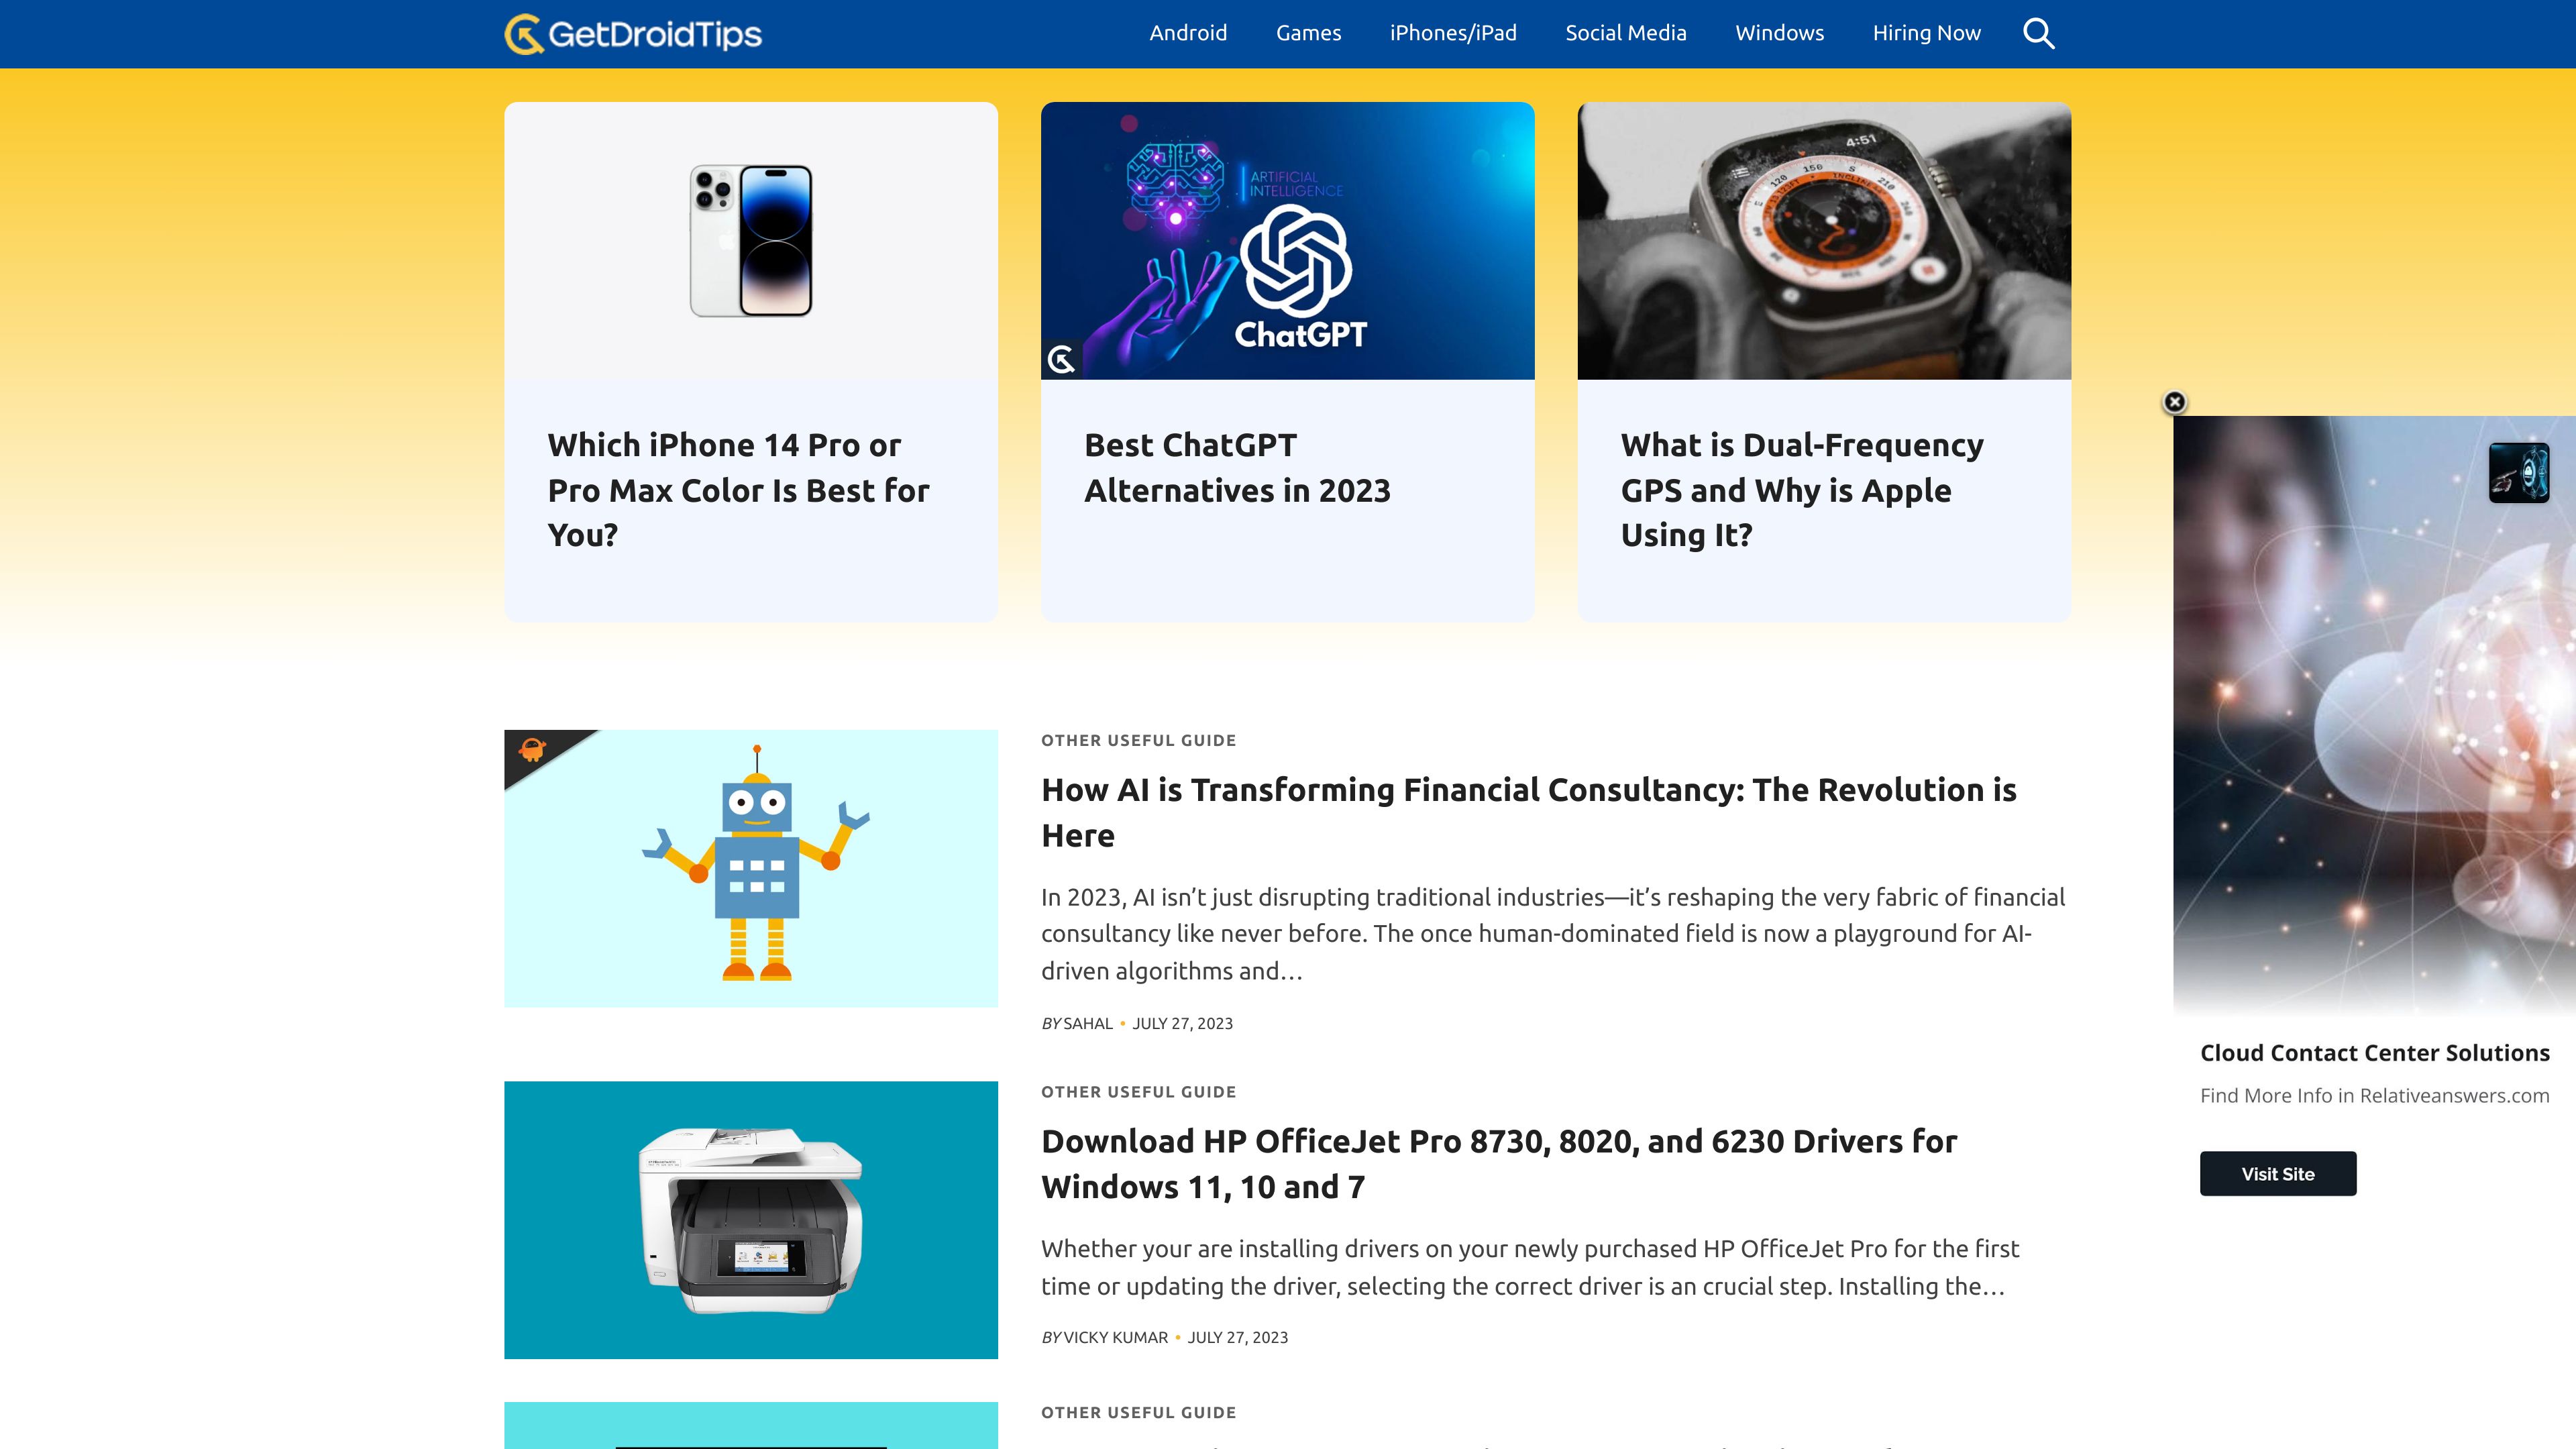 GetDroidTips
Android
Games
iPhones/iPad
Social Media
Windows
Hiring Now
ARTIFICIAL
INTELLIGENCE
ChatGPT
4:51
Which iPhone 14 Pro or
Pro Max Color Is Best for
You?
Best ChatGPT
Alternatives in 2023
What is Dual-Frequency
GPS and Why is Apple
Using It?
OTHER USEFUL GUIDE
How AI is Transforming Financial Consultancy: The Revolution is
Here
In 2023, AI isn’t just disrupting traditional industries—it’s reshaping the very fabric of financial
consultancy like never before. The once human-dominated field is now a playground for AI-
driven algorithms and…
BY SAHAL • JULY 27, 2023
OTHER USEFUL GUIDE
Download HP OfficeJet Pro 8730, 8020, and 6230 Drivers for
Windows 11, 10 and 7
Whether your are installing drivers on your newly purchased HP OfficeJet Pro for the first
time or updating the driver, selecting the correct driver is an crucial step. Installing the…
BY VICKY KUMAR • JULY 27, 2023
OTHER USEFUL GUIDE
Cloud Contact Center Solutions
Find More Info in Relativeanswers.com
Visit Site